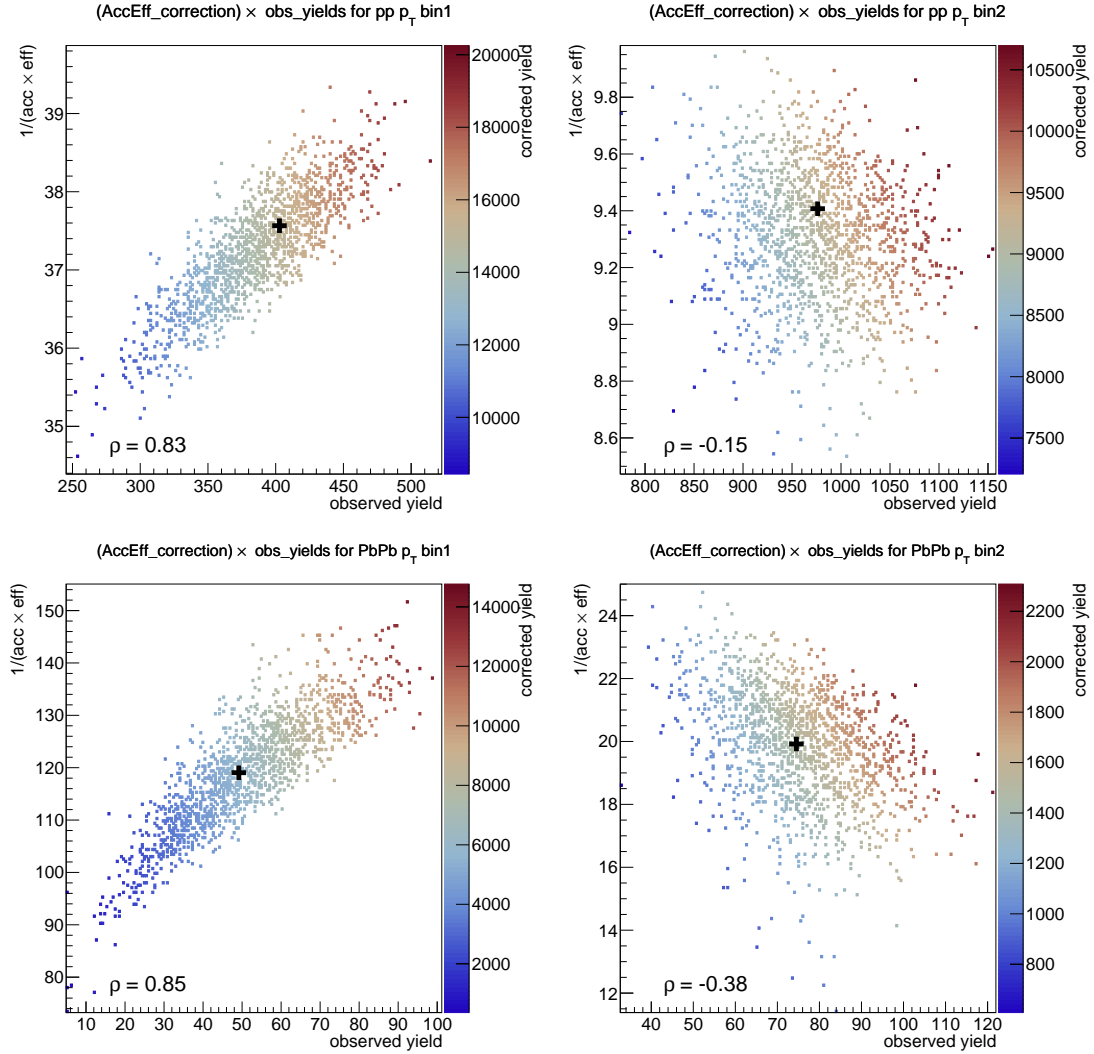 (AccEff_correction) × obs_yields for pp p_T bin1
1/(acc × eff)
39
38
37
36
35
ρ = 0.83
250 300 350 400 450 500
observed yield
20000
18000
16000
14000
12000
10000
corrected yield
(AccEff_correction) × obs_yields for pp p_T bin2
1/(acc × eff)
9.8
9.6
9.4
9.2
9
8.8
8.6
ρ = -0.15
800 850 900 950 1000 1050 1100 1150
observed yield
10500
10000
9500
9000
8500
8000
7500
corrected yield
(AccEff_correction) × obs_yields for PbPb p_T bin1
1/(acc × eff)
150
140
130
120
110
100
90
80
ρ = 0.85
10 20 30 40 50 60 70 80 90 100
observed yield
14000
12000
10000
8000
6000
4000
2000
corrected yield
(AccEff_correction) × obs_yields for PbPb p_T bin2
1/(acc × eff)
24
22
20
18
16
14
12
ρ = -0.38
40 50 60 70 80 90 100 110 120
observed yield
2200
2000
1800
1600
1400
1200
1000
800
corrected yield